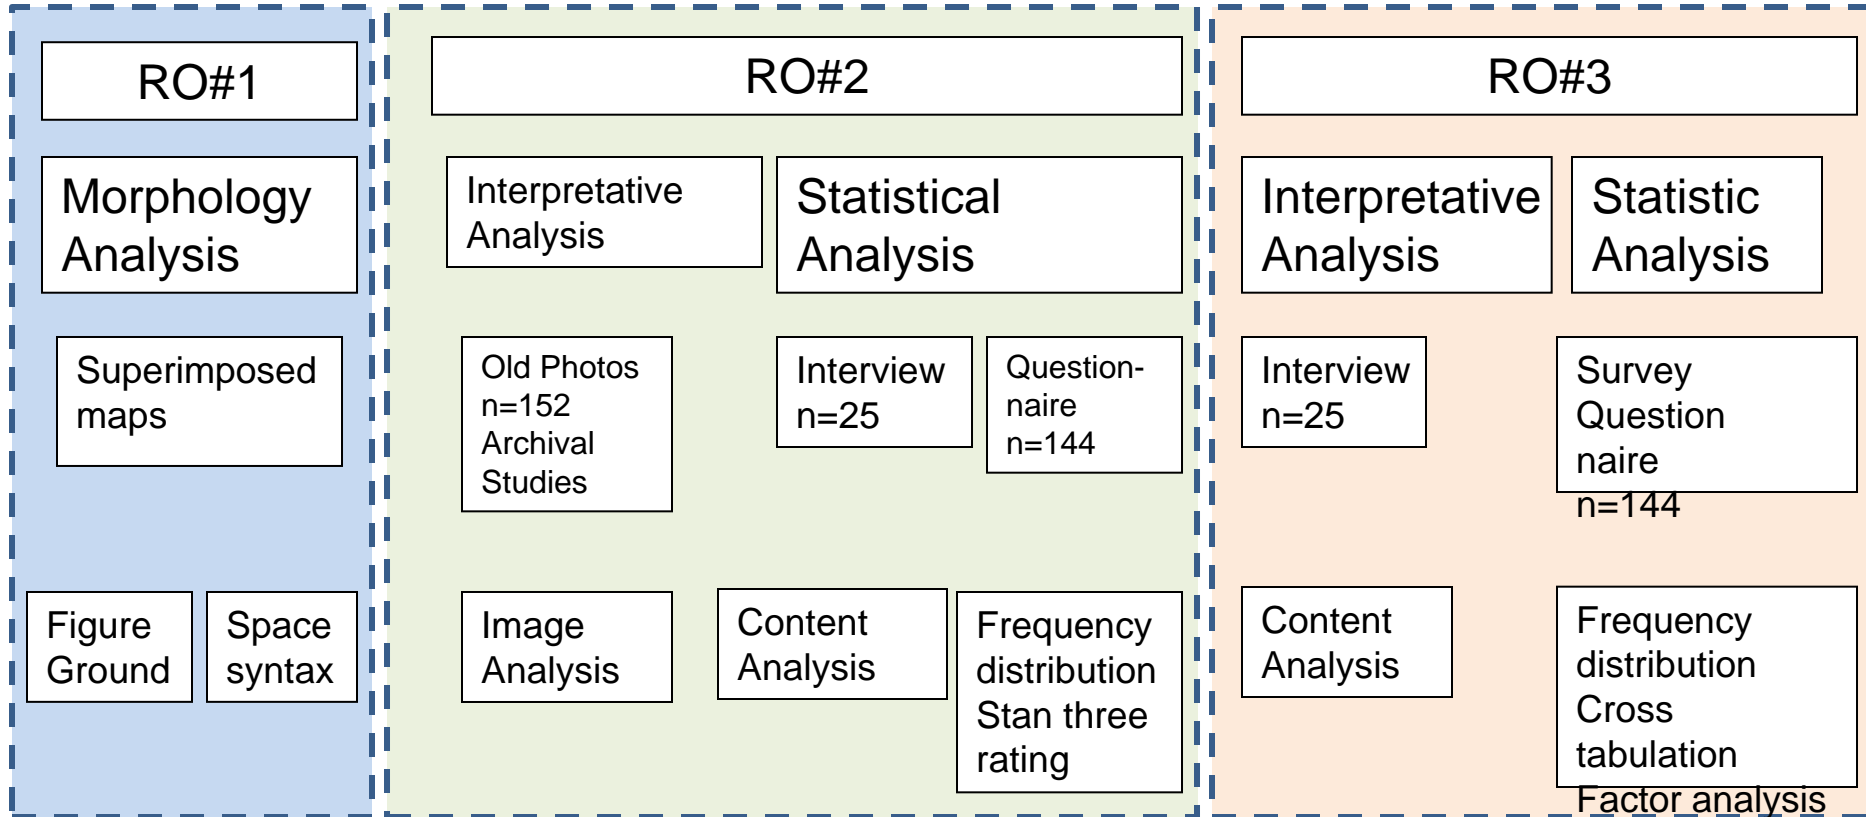 RO#1
RO#2
RO#3
Morphology
Analysis
Interpretative
Analysis
Statistical
Analysis
Interpretative
Analysis
Statistic
Analysis
Superimposed
maps
Old Photos
n=152
Archival
Studies
Interview
n=25
Question-
naire
n=144
Interview
n=25
Survey
Question
naire
n=144
Figure
Ground
Space
syntax
Image
Analysis
Content
Analysis
Frequency
distribution
Stan three
rating
Content
Analysis
Frequency
distribution
Cross
tabulation
Factor analysis